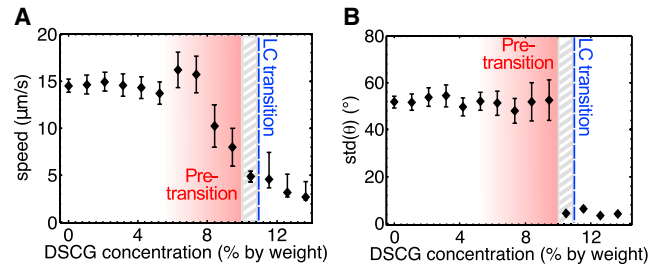 A
20
15
10
5
0
speed (µm/s)
Pre-
transition
LC transition
0
4
8
12
DSCG concentration (% by weight)
B
80
60
40
20
0
std(θ) (°)
Pre-
transition
LC transition
0
4
8
12
DSCG concentration (% by weight)